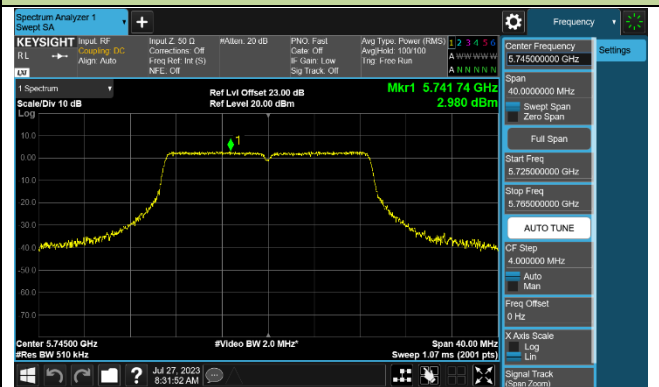 Spectrum Analyzer 1
Swept SA
Frequency
KEYSIGHT
RL
LXI
Input: RF
Coupling: DC
Align: Auto
Input Z: 50 Ω
Corrections: Off
Freq Ref: Int (S)
NFE: Off
#Atten: 20 dB
PNO: Fast
Gate: Off
IF Gain: Low
Sig Track: Off
Avg Type: Power (RMS)
Avg|Hold: 100/100
Trig: Free Run
1 2 3 4 5 6
A W W W W W
A N N N N N
Center Frequency
5.745000000 GHz
Settings
1 Spectrum
Scale/Div 10 dB
Log
Ref Lvl Offset 23.00 dB
Ref Level 20.00 dBm
Mkr1 5.741 74 GHz
2.980 dBm
Span
40.0000000 MHz
Swept Span
Zero Span
Full Span
Start Freq
5.725000000 GHz
Stop Freq
5.765000000 GHz
AUTO TUNE
CF Step
4.000000 MHz
Auto
Man
Freq Offset
0 Hz
X Axis Scale
Log
Lin
Signal Track
(Span Zoom)
1
10.0
0.00
-10.0
-20.0
-30.0
-40.0
-50.0
-60.0
-70.0
Center 5.74500 GHz
#Res BW 510 kHz
#Video BW 2.0 MHz*
Span 40.00 MHz
Sweep 1.07 ms (2001 pts)
Jul 27, 2023
8:31:52 AM